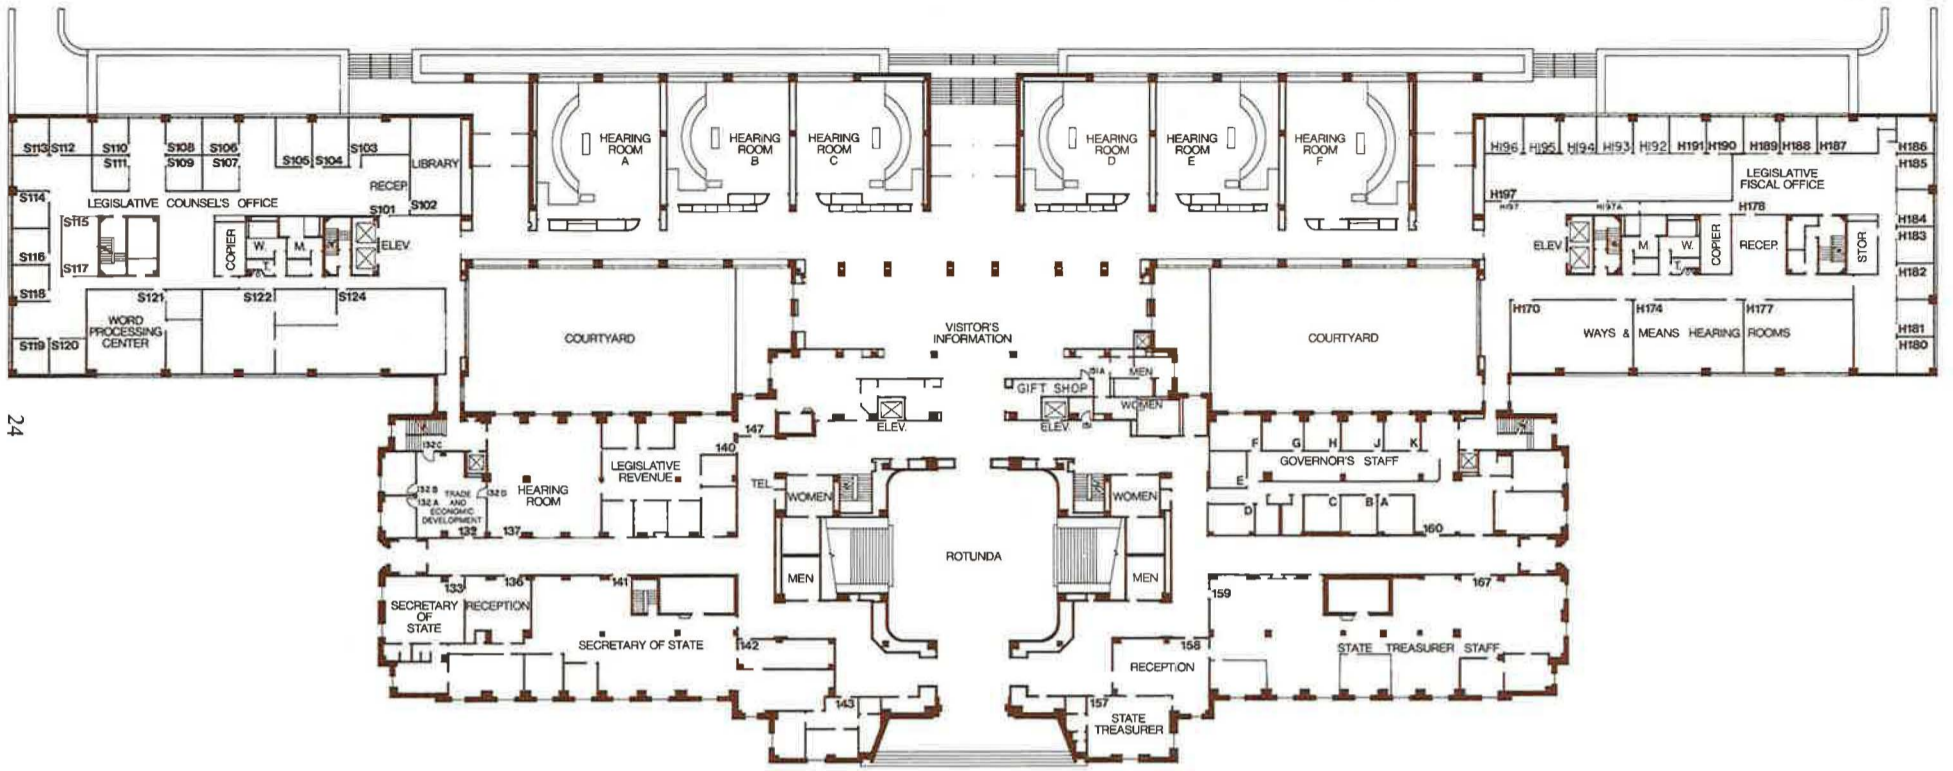 S113 S112
S110
S111
S108
S109
S106
S107
S105 S104
S103
LIBRARY
RECEP.
S114
LEGISLATIVE COUNSEL'S OFFICE
S102
S101
S115
COPIER
W.
M.
T.
ELEV.
S116
S117
S118
S121
S122
S124
WORD
PROCESSING
CENTER
S119 S120
HEARING
ROOM
A
HEARING
ROOM
B
HEARING
ROOM
C
HEARING
ROOM
D
HEARING
ROOM
E
HEARING
ROOM
F
H196 H195 H194 H193 H192 H191 H190 H189 H188 H187
H186
H185
LEGISLATIVE
FISCAL OFFICE
H197
H197
H197A
H178
H184
H183
ELEV.
M.
W.
T.
COPIER
RECEP.
STOR.
H182
H170
H174
H177
WAYS & MEANS HEARING ROOMS
H181
H180
COURTYARD
VISITOR'S
INFORMATION
COURTYARD
151A
MEN
GIFT SHOP
WOMEN
ELEV.
ELEV.
151
24
132C
147
140
LEGISLATIVE
REVENUE
HEARING
ROOM
132B
132A
132D
TRADE
AND
ECONOMIC
DEVELOPMENT
132
137
TEL.
WOMEN
WOMEN
F
G
H
J
K
GOVERNOR'S STAFF
E
D
C
B
A
160
ROTUNDA
MEN
MEN
133
136
141
SECRETARY
OF
STATE
RECEPTION
SECRETARY OF STATE
142
143
159
167
158
STATE TREASURER STAFF
RECEPTION
157
STATE
TREASURER